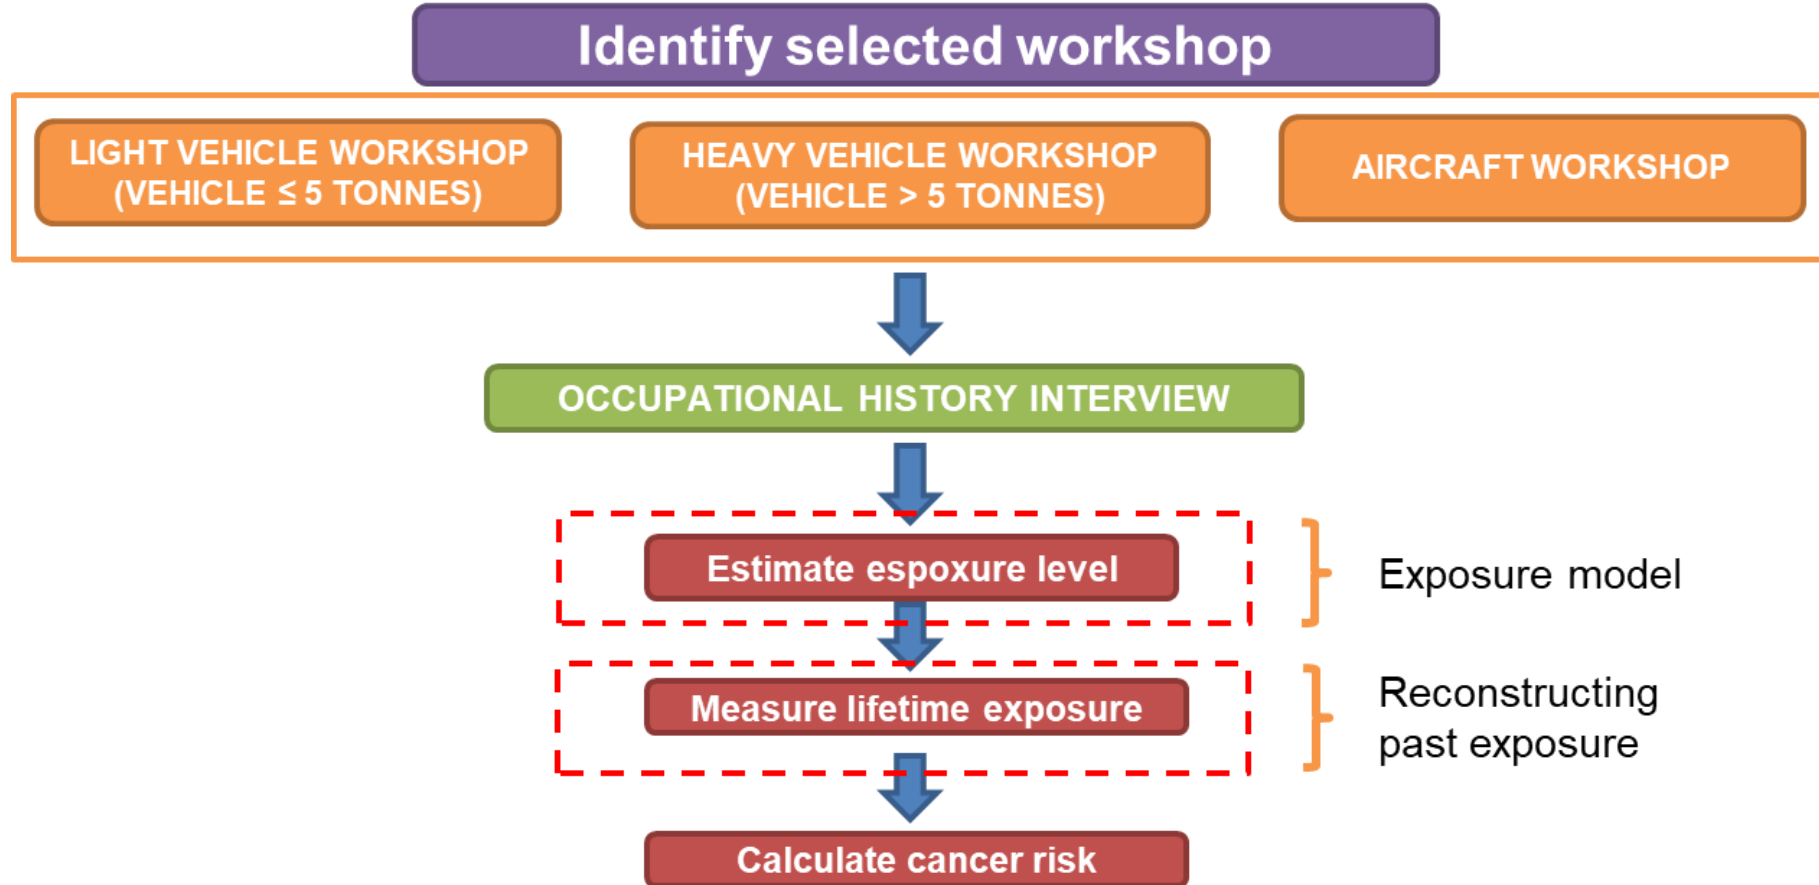 Identify selected workshop
LIGHT VEHICLE WORKSHOP
(VEHICLE ≤ 5 TONNES)
HEAVY VEHICLE WORKSHOP
(VEHICLE > 5 TONNES)
AIRCRAFT WORKSHOP
OCCUPATIONAL HISTORY INTERVIEW
Estimate espoxure level
Exposure model
Measure lifetime exposure
Reconstructing
past exposure
Calculate cancer risk